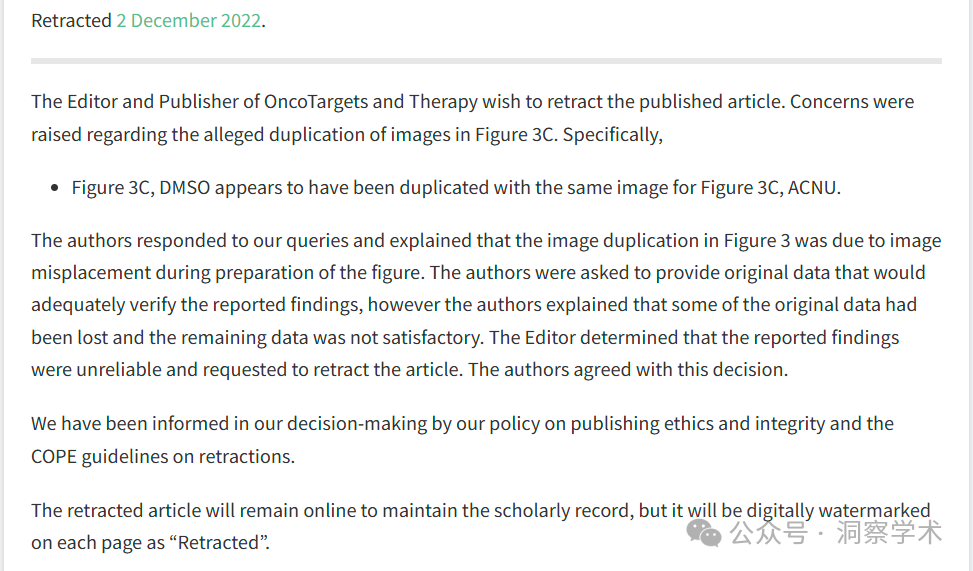 Retracted 2 December 2022.
The Editor and Publisher of OncoTargets and Therapy wish to retract the published article. Concerns were
raised regarding the alleged duplication of images in Figure 3C. Specifically,
• Figure 3C, DMSO appears to have been duplicated with the same image for Figure 3C, ACNU.
The authors responded to our queries and explained that the image duplication in Figure 3 was due to image
misplacement during preparation of the figure. The authors were asked to provide original data that would
adequately verify the reported findings, however the authors explained that some of the original data had
been lost and the remaining data was not satisfactory. The Editor determined that the reported findings
were unreliable and requested to retract the article. The authors agreed with this decision.
We have been informed in our decision-making by our policy on publishing ethics and integrity and the
COPE guidelines on retractions.
The retracted article will remain online to maintain the scholarly record, but it will be digitally watermarked
on each page as “Retracted”.
公众号 · 洞察学术